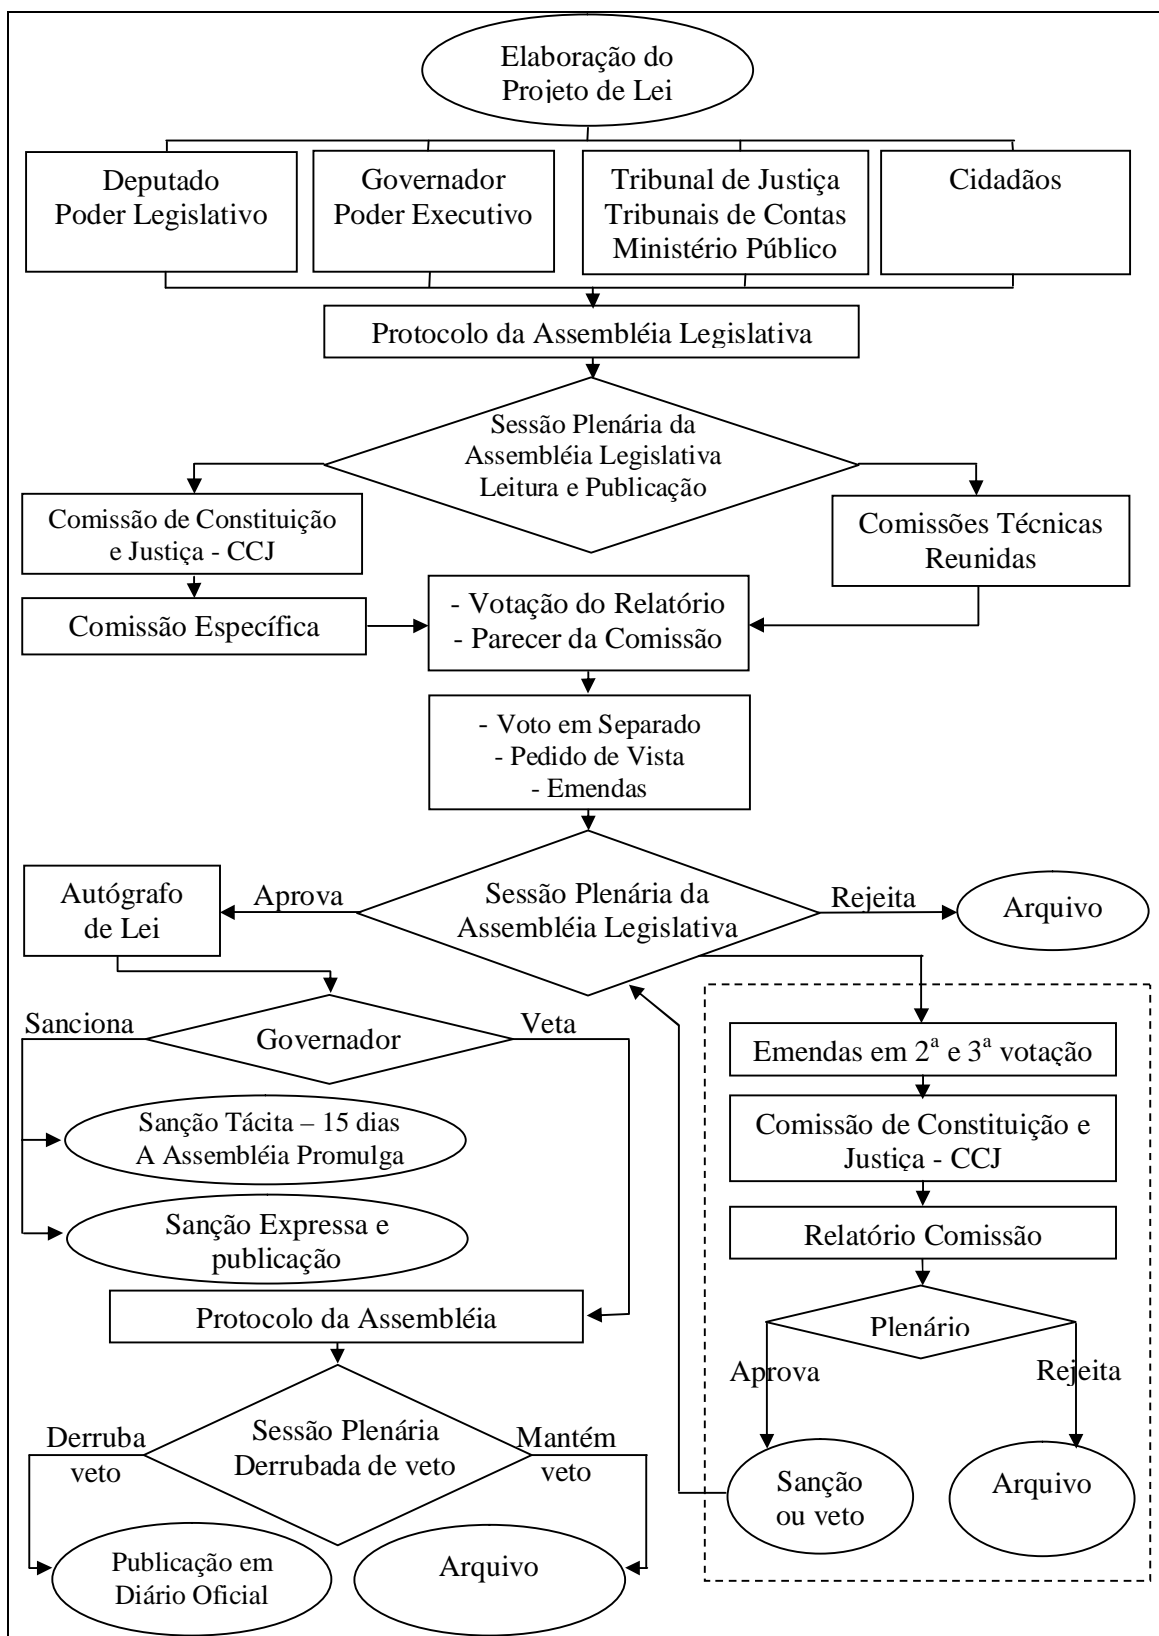 Elaboração do
Projeto de Lei
Deputado
Poder Legislativo
Governador
Poder Executivo
Tribunal de Justiça
Tribunais de Contas
Ministério Público
Cidadãos
Protocolo da Assembléia Legislativa
Sessão Plenária da
Assembléia Legislativa
Leitura e Publicação
Comissão de Constituição
e Justiça - CCJ
Comissões Técnicas
Reunidas
Comissão Específica
- Votação do Relatório
- Parecer da Comissão
- Voto em Separado
- Pedido de Vista
- Emendas
Autógrafo
de Lei
Aprova
Sessão Plenária da
Assembléia Legislativa
Rejeita
Arquivo
Sanciona
Governador
Veta
Emendas em 2ª e 3ª votação
Sanção Tácita – 15 dias
A Assembléia Promulga
Comissão de Constituição e
Justiça - CCJ
Sanção Expressa e
publicação
Relatório Comissão
Protocolo da Assembléia
Plenário
Aprova
Rejeita
Derruba
veto
Sessão Plenária
Derrubada de veto
Mantém
veto
Sanção
ou veto
Arquivo
Publicação em
Diário Oficial
Arquivo